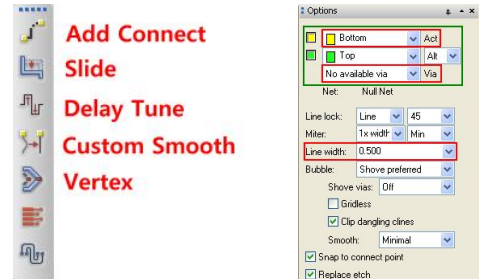 Add Connect
Slide
Delay Tune
Custom Smooth
Vertex
Options
Bottom Act
Top Alt
No available via Via
Net: Null Net
Line lock: Line 45
Miter: 1x width Min
Line width: 0.500
Bubble: Shove preferred
Shove vias: Off
Gridless
Clip dangling clines
Smooth: Minimal
Snap to connect point
Replace etch